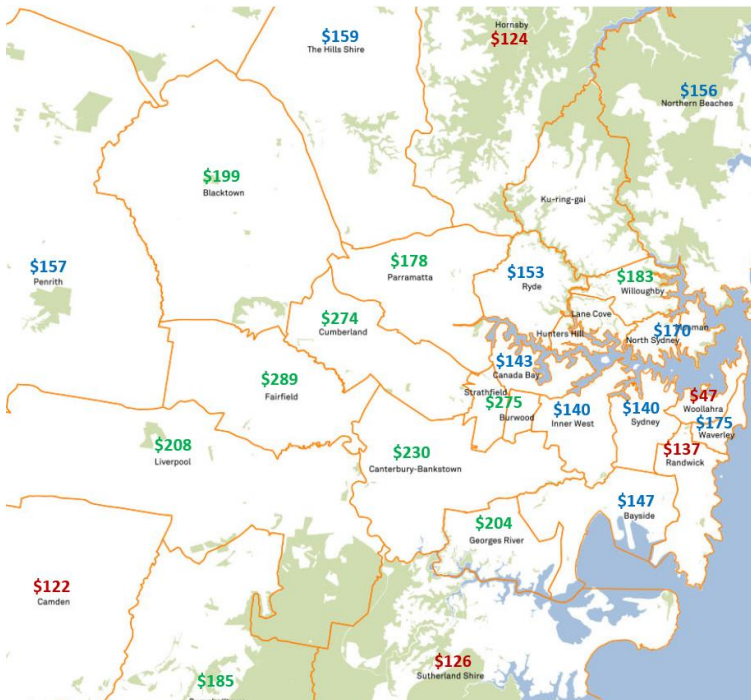 Hornsby
$124
$159
The Hills Shire
$156
Northern Beaches
$199
Blacktown
Ku-ring-gai
$157
Penrith
$178
Parramatta
$153
Ryde
$183
Willoughby
$274
Cumberland
Lane Cove
Hunters Hill
$170
North Sydney
$143
Canada Bay
$289
Fairfield
Strathfield
$275
Burwood
$140
Inner West
$140
Sydney
$47
Woollahra
$175
Waverley
$208
Liverpool
$230
Canterbury-Bankstown
$137
Randwick
$147
Bayside
$204
Georges River
$122
Camden
$126
Sutherland Shire
$185